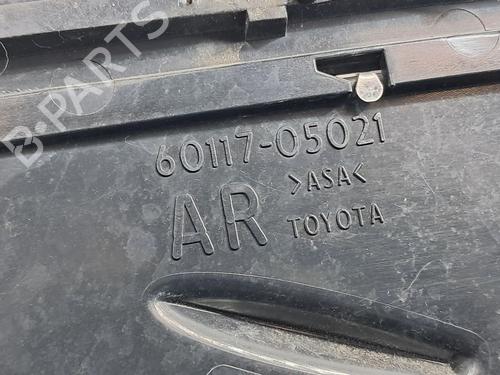 B-PARTS
60117-05021
AR
>ASA<
TOYOTA